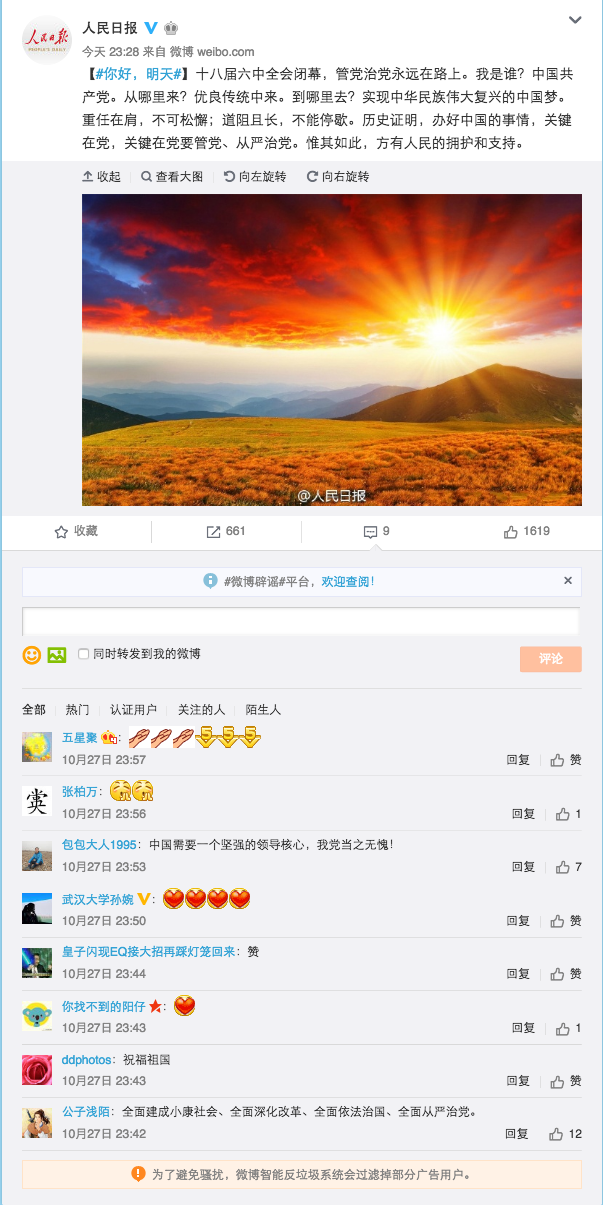 人民日报
PEOPLE'S DAILY
人民日报
今天 23:28 来自 微博 weibo.com
【#你好，明天#】十八届六中全会闭幕，管党治党永远在路上。我是谁？中国共
产党。从哪里来？优良传统中来。到哪里去？实现中华民族伟大复兴的中国梦。
重任在肩，不可松懈；道阻且长，不能停歇。历史证明，办好中国的事情，关键
在党，关键在党要管党、从严治党。惟其如此，方有人民的拥护和支持。
收起 查看大图 向左旋转 向右旋转
@人民日报
收藏 661 9 1619
#微博辟谣#平台，欢迎查阅！
同时转发到我的微博 评论
全部 热门 认证用户 关注的人 陌生人
五星聚：
10月27日 23:57 回复 赞
张柏万：
10月27日 23:56 回复 1
包包大人1995：中国需要一个坚强的领导核心，我党当之无愧！
10月27日 23:53 回复 7
武汉大学孙婉：
10月27日 23:50 回复 赞
皇子闪现EQ接大招再踩灯笼回来：赞
10月27日 23:44 回复 赞
你找不到的阳仔：
10月27日 23:43 回复 1
ddphotos：祝福祖国
10月27日 23:43 回复 赞
公子浅陌：全面建成小康社会、全面深化改革、全面依法治国、全面从严治党。
10月27日 23:42 回复 12
为了避免骚扰，微博智能反垃圾系统会过滤掉部分广告用户。